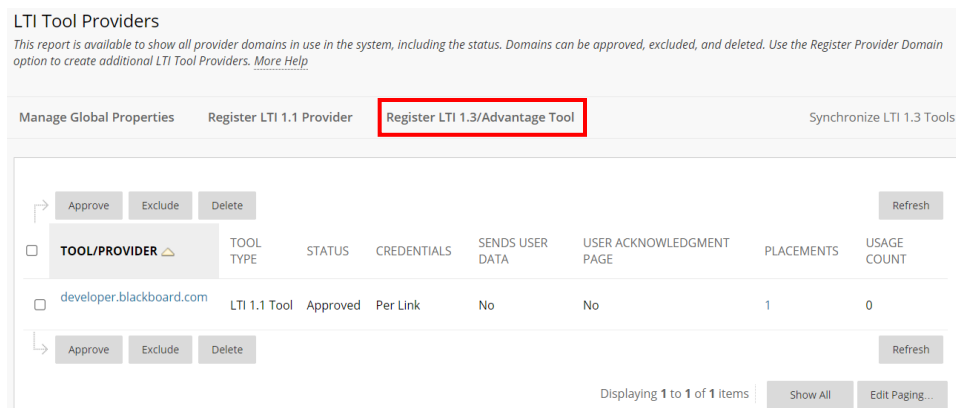 LTI Tool Providers
This report is available to show all provider domains in use in the system, including the status. Domains can be approved, excluded, and deleted. Use the Register Provider Domain
option to create additional LTI Tool Providers. More Help
Manage Global Properties Register LTI 1.1 Provider Register LTI 1.3/Advantage Tool Synchronize LTI 1.3 Tools
Approve Exclude Delete Refresh
TOOL/PROVIDER TOOL TYPE STATUS CREDENTIALS SENDS USER DATA USER ACKNOWLEDGMENT PAGE PLACEMENTS USAGE COUNT
developer.blackboard.com LTI 1.1 Tool Approved Per Link No No 1 0
Approve Exclude Delete Refresh
Displaying 1 to 1 of 1 items Show All Edit Paging...